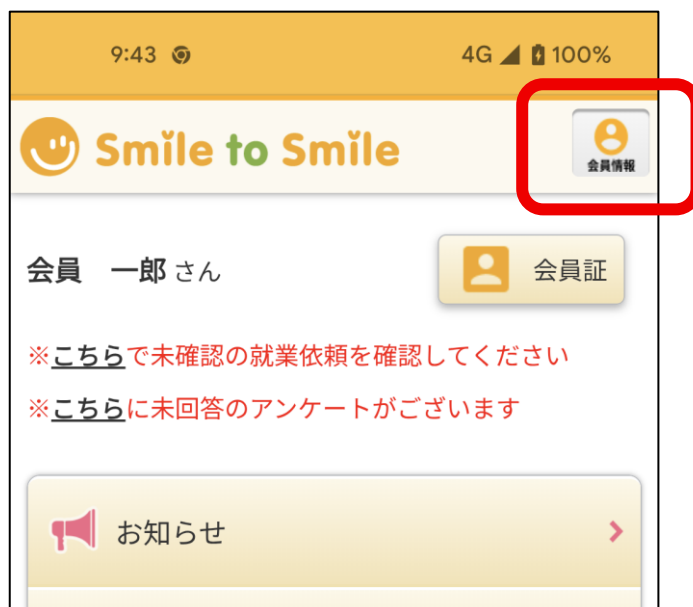 9:43 4G 100%
Smile to Smile
会員情報
会員 一郎 さん
会員証
※こちらで未確認の就業依頼を確認してください
※こちらに未回答のアンケートがございます
お知らせ